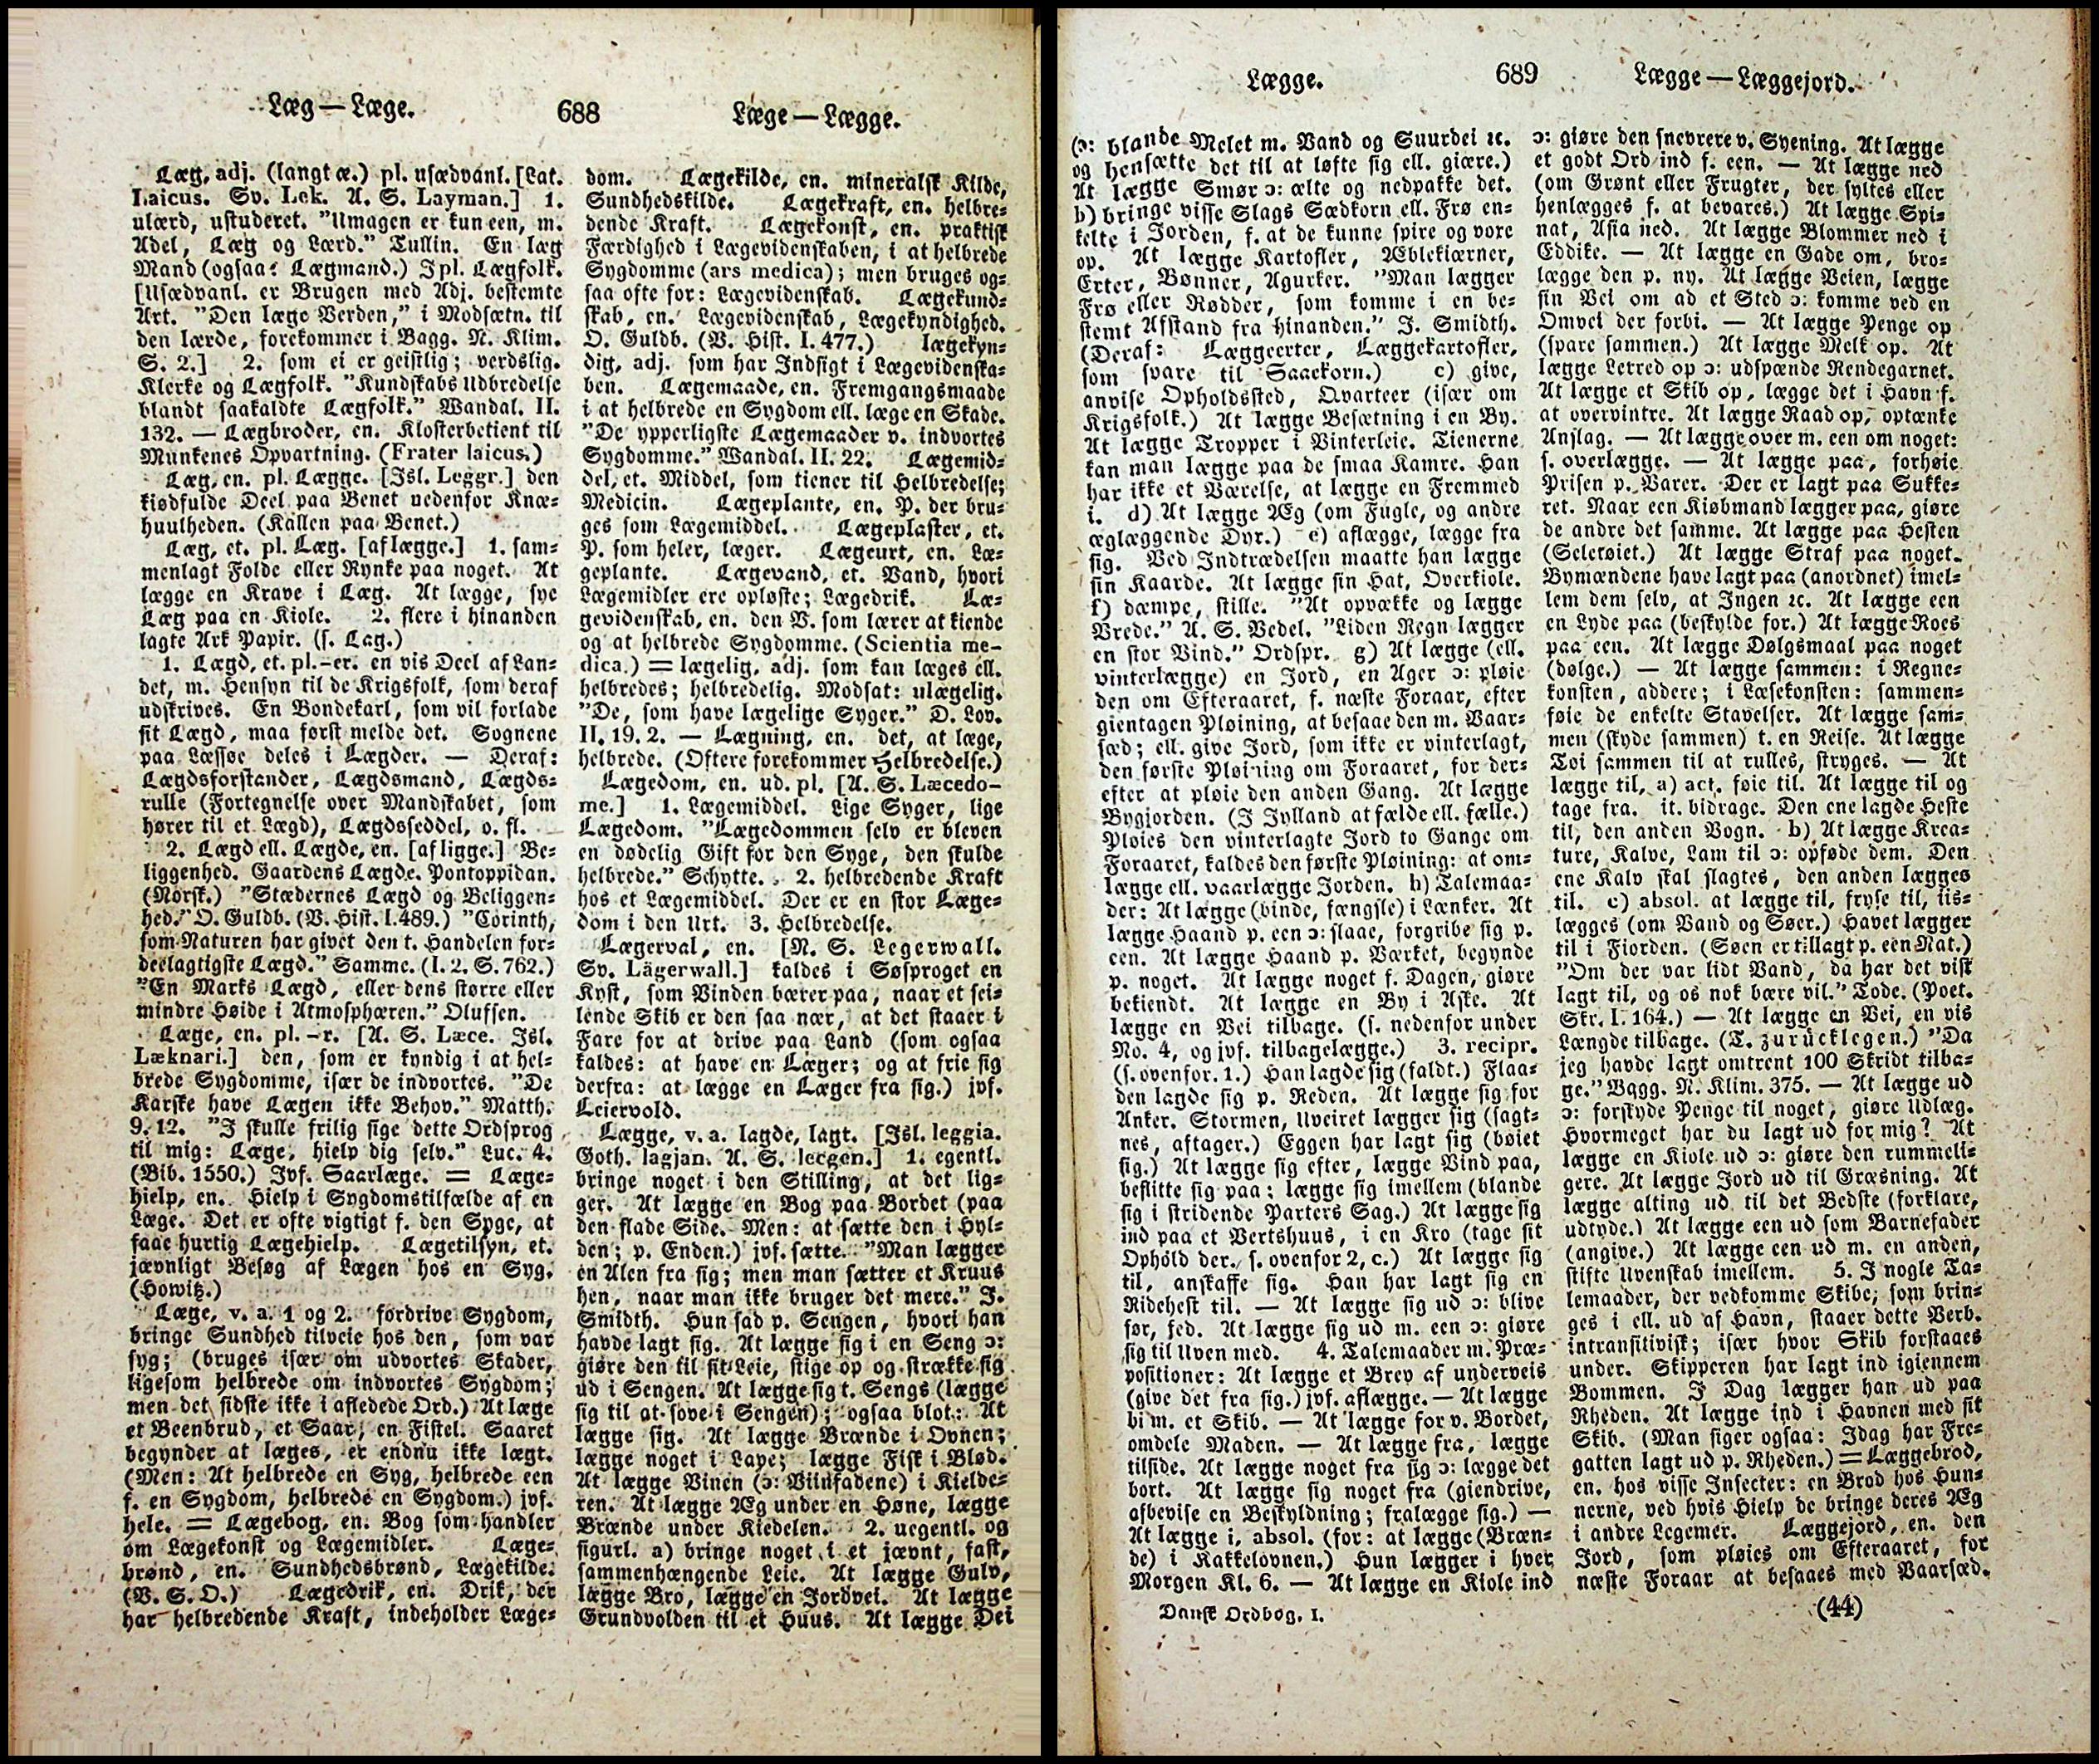 Læg — Læge.
688
Læge — Lægge.
Læg, adj. (langt æ.) pl. usædvanl. [Lat.
Laicus. Sv. Lek. A. S. Layman.] 1.
ulærd, ustuderet. "Umagen er kun een, m.
Adel, Læg og Lærd." Tullin. En læg
Mand (ogsaa: Lægmand.) I pl. Lægfolk.
[Usædvanl. er Brugen med Adj. bestemte
Art. "Den læge Verden," i Modsætn. til
den lærde, forekommer i Bagg. N. Klim.
S. 2.] 2. som ei er geistlig; verdslig.
Klerke og Lægfolk. "Kundskabs Udbredelse
blandt saakaldte Lægfolk." Wandal. II.
132. — Lægbroder, en. Klosterbetient til
Munkenes Opvartning. (Frater laicus.)
Læg, en. pl. Lægge. [Isl. Leggr.] den
kiødfulde Deel paa Benet nedenfor Knæ-
huulheden. (Kallen paa Benet.)
Læg, et. pl. Læg. [af lægge.] 1. sam-
menlagt Folde eller Rynke paa noget. At
lægge en Krave i Læg. At lægge, sye
Læg paa en Kiole. 2. flere i hinanden
lagte Ark Papir. (s. Lag.)
1. Lægd, et. pl. -er. en vis Deel af Lan-
det, m. Hensyn til de Krigsfolk, som deraf
udskrives. En Bondekarl, som vil forlade
sit Lægd, maa først melde det. Sognene
paa Læssøe deles i Lægder. — Deraf:
Lægdsforstander, Lægdsmand, Lægds-
rulle (Fortegnelse over Mandskabet, som
hører til et Lægd), Lægdsseddel, o. fl.
2. Lægd ell. Lægde, en. [af ligge.] Be-
liggenhed. Gaardens Lægde. Pontoppidan.
(Norsk.) "Stædernes Lægd og Beliggen-
hed." O. Guldb. (V. Hist. I. 489.) "Corinth,
som Naturen har givet den t. Handelen for-
deelagtigste Lægd." Samme. (I. 2. S. 762.)
"En Marks Lægd, eller dens større eller
mindre Høide i Atmosphæren." Olufsen.
Læge, en. pl. -r. [A. S. Læce. Isl.
Læknari.] den, som er kyndig i at hel-
brede Sygdomme, især de indvortes. "De
Karske have Lægen ikke Behov." Matth.
9, 12. "I skulle frilig sige dette Ordsprog
til mig: Læge, hielp dig selv." Luc. 4.
(Bib. 1550.) Jvf. Saarlæge. = Læge-
hielp, en. Hielp i Sygdomstilfælde af en
Læge. Det er ofte vigtigt f. den Syge, at
faae hurtig Lægehielp. Lægetilsyn, et.
jævnligt Besøg af Lægen hos en Syg.
(Howitz.)
Læge, v. a. 1 og 2. fordrive Sygdom,
bringe Sundhed tilveie hos den, som var
syg; (bruges især om udvortes Skader,
ligesom helbrede om indvortes Sygdom;
men det sidste ikke i afledede Ord.) At læge
et Beenbrud, et Saar, en Fistel. Saaret
begynder at læges, er endnu ikke lægt.
(Men: At helbrede en Syg, helbrede een
f. en Sygdom, helbrede en Sygdom.) jvf.
hele. = Lægebog, en. Bog som handler
om Lægekonst og Lægemidler. Læge-
brønd, en. Sundhedsbrønd, Lægekilde.
(V. S. O.) Lægedrik, en. Drik, der
har helbredende Kraft, indeholder Læge-
dom. Lægekilde, en. mineralsk Kilde,
Sundhedskilde. Lægekraft, en. helbre-
dende Kraft. Lægekonst, en. praktisk
Færdighed i Lægevidenskaben, i at helbrede
Sygdomme (ars medica); men bruges og-
saa ofte for: Lægevidenskab. Lægekund-
skab, en. Lægevidenskab, Lægekyndighed.
O. Guldb. (V. Hist. I. 477.) lægekyn-
dig, adj. som har Indsigt i Lægevidenska-
ben. Lægemaade, en. Fremgangsmaade
i at helbrede en Sygdom ell. læge en Skade.
"De ypperligste Lægemaader v. indvortes
Sygdomme." Wandal. II. 22. Lægemid-
del, et. Middel, som tiener til Helbredelse;
Medicin. Lægeplante, en. P. der bru-
ges som Lægemiddel. Lægeplaster, et.
P. som heler, læger. Lægeurt, en. Læ-
geplante. Lægevand, et. Vand, hvori
Lægemidler ere opløste; Lægedrik. Læ-
gevidenskab, en. den V. som lærer at kiende
og at helbrede Sygdomme. (Scientia me-
dica.) = lægelig, adj. som kan læges ell.
helbredes; helbredelig. Modsat: ulægelig.
"De, som have lægelige Syger." D. Lov.
II. 19. 2. — Lægning, en. det, at læge,
helbrede. (Oftere forekommer Helbredelse.)
Lægedom, en. ud. pl. [A. S. Læcedo-
me.] 1. Lægemiddel. Lige Syger, lige
Lægedom. "Lægedommen selv er bleven
en dødelig Gift for den Syge, den skulde
helbrede." Schytte. 2. helbredende Kraft
hos et Lægemiddel. Der er en stor Læge-
dom i den Urt. 3. Helbredelse.
Lægerval, en. [N. S. Legerwall.
Sv. Lägerwall.] kaldes i Søsproget en
Kyst, som Vinden bærer paa, naar et sei-
lende Skib er den saa nær, at det staaer i
Fare for at drive paa Land (som ogsaa
kaldes: at have en Læger; og at frie sig
derfra: at lægge en Læger fra sig.) jvf.
Leiervold.
Lægge, v. a. lagde, lagt. [Isl. leggia.
Goth. lagjan. A. S. lecgan.] 1. egentl.
bringe noget i den Stilling, at det lig-
ger. At lægge en Bog paa Bordet (paa
den flade Side. Men: at sætte den i Hyl-
den; p. Enden.) jvf. sætte. "Man lægger
en Alen fra sig; men man sætter et Kruus
hen, naar man ikke bruger det mere." J.
Smidth. Hun sad p. Sengen, hvori han
havde lagt sig. At lægge sig i en Seng ɔ:
giøre den til sit Leie, stige op og strække sig
ud i Sengen. At lægge sig t. Sengs (lægge
sig til at sove i Sengen); ogsaa blot: At
lægge sig. At lægge Brænde i Ovnen;
lægge noget i Lave; lægge Fisk i Blød.
At lægge Vinen (ɔ: Viinfadene) i Kielde-
ren. At lægge Æg under en Høne, lægge
Brænde under Kiedelen. 2. uegentl. og
figurl. a) bringe noget i et jævnt, fast,
sammenhængende Leie. At lægge Gulv,
lægge Bro, lægge en Jordvei. At lægge
Grundvolden til et Huus. At lægge Dei
Lægge.
689
Lægge — Læggejord.
(ɔ: blande Melet m. Vand og Suurdei ꝛc.
og hensætte det til at løfte sig ell. giære.)
At lægge Smør ɔ: ælte og nedpakke det.
b) bringe visse Slags Sædkorn ell. Frø en-
kelte i Jorden, f. at de kunne spire og vore
op. At lægge Kartofler, Æblekiærner,
Erter, Bønner, Agurker. "Man lægger
Frø eller Rødder, som komme i en be-
stemt Afstand fra hinanden." J. Smidth.
(Deraf: Læggeerter, Læggekartofler,
som svare til Saaekorn.) c) give,
anvise Opholdssted, Qvarteer (især om
Krigsfolk.) At lægge Besætning i en By.
At lægge Tropper i Vinterleie. Tienerne
kan man lægge paa de smaa Kamre. Han
har ikke et Værelse, at lægge en Fremmed
i. d) At lægge Æg (om Fugle, og andre
æglæggende Dyr.) e) aflægge, lægge fra
sig. Ved Indtrædelsen maatte han lægge
sin Kaarde. At lægge sin Hat, Overkiole.
f) dæmpe, stille. "At opvække og lægge
Vrede." A. S. Vedel. "Liden Regn lægger
en stor Vind." Ordspr. g) At lægge (ell.
vinterlægge) en Jord, en Ager ɔ: pløie
den om Efteraaret, f. næste Foraar, efter
gientagen Pløining, at besaae den m. Vaar-
sæd; ell. give Jord, som ikke er vinterlagt,
den første Pløining om Foraaret, for der-
efter at pløie den anden Gang. At lægge
Bygjorden. (I Jylland at fælde ell. fælle.)
Pløies den vinterlagte Jord to Gange om
Foraaret, kaldes den første Pløining: at om-
lægge ell. vaarlægge Jorden. h) Talemaa-
der: At lægge (binde, fængsle) i Lænker. At
lægge Haand p. een ɔ: slaae, forgribe sig p.
een. At lægge Haand p. Værket, begynde
p. noget. At lægge noget f. Dagen, giøre
bekiendt. At lægge en By i Aske. At
lægge en Vei tilbage. (s. nedenfor under
No. 4, og jvf. tilbagelægge.) 3. recipr.
(s. ovenfor. 1.) Han lagde sig (faldt.) Flaa-
den lagde sig p. Reden. At lægge sig for
Anker. Stormen, Uveiret lægger sig (sagt-
nes, aftager.) Eggen har lagt sig (bøiet
sig.) At lægge sig efter, lægge Vind paa,
beflitte sig paa; lægge sig imellem (blande
sig i stridende Parters Sag.) At lægge sig
ind paa et Vertshuus, i en Kro (tage sit
Ophold der. s. ovenfor 2, c.) At lægge sig
til, anskaffe sig. Han har lagt sig en
Ridehest til. — At lægge sig ud ɔ: blive
før, fed. At lægge sig ud m. een ɔ: giøre
sig til Uven med. 4. Talemaader m. Præ-
positioner: At lægge et Brev af underveis
(give det fra sig.) jvf. aflægge. — At lægge
bi m. et Skib. — At lægge for v. Bordet,
omdele Maden. — At lægge fra, lægge
tilside. At lægge noget fra sig ɔ: lægge det
bort. At lægge sig noget fra (giendrive,
afbevise en Beskyldning; fralægge sig.) —
At lægge i, absol. (for: at lægge (Bræn-
de) i Kakkelovnen.) Hun lægger i hver
Morgen Kl. 6. — At lægge en Kiole ind
Dansk Ordbog, I.
ɔ: giøre den snevrere v. Syening. At lægge
et godt Ord ind f. een. — At lægge ned
(om Grønt eller Frugter, der syltes eller
henlægges f. at bevares.) At lægge Spi-
nat, Asia ned. At lægge Blommer ned i
Eddike. — At lægge en Gade om, bro-
lægge den p. ny. At lægge Veien, lægge
sin Vei om ad et Sted ɔ: komme ved en
Omvei der forbi. — At lægge Penge op
(spare sammen.) At lægge Melk op. At
lægge Letred op ɔ: udspænde Rendegarnet.
At lægge et Skib op, lægge det i Havn f.
at overvintre. At lægge Raad op, optænke
Anslag. — At lægge over m. een om noget:
s. overlægge. — At lægge paa, forhøie
Prisen p. Varer. Der er lagt paa Sukke-
ret. Naar een Kiøbmand lægger paa, giøre
de andre det samme. At lægge paa Hesten
(Seletøiet.) At lægge Straf paa noget.
Bymændene have lagt paa (anordnet) imel-
lem dem selv, at Ingen ꝛc. At lægge een
en Lyde paa (beskylde for.) At lægge Roes
paa een. At lægge Dølgsmaal paa noget
(dølge.) — At lægge sammen: i Regne-
konsten, addere; i Læsekonsten: sammen-
føie de enkelte Stavelser. At lægge sam-
men (skyde sammen) t. en Reise. At lægge
Toi sammen til at rulles, stryges. — At
lægge til, a) act. føie til. At lægge til og
tage fra. it. bidrage. Den ene lagde Heste
til, den anden Vogn. b) At lægge Krea-
ture, Kalve, Lam til ɔ: opføde dem. Den
ene Kalv skal slagtes, den anden lægges
til. c) absol. at lægge til, fryse til, iis-
lægges (om Vand og Søer.) Havet lægger
til i Fiorden. (Søen er tillagt p. een Nat.)
"Om der var lidt Vand, da har det vist
lagt til, og os nok bære vil." Tode. (Poet.
Skr. I. 164.) — At lægge en Vei, en vis
Længde tilbage. (T. zurücklegen.) "Da
jeg havde lagt omtrent 100 Skridt tilba-
ge." Bagg. N. Klim. 375. — At lægge ud
ɔ: forskyde Penge til noget, giøre Udlæg.
Hvormeget har du lagt ud for mig? At
lægge en Kiole ud ɔ: giøre den rummeli-
gere. At lægge Jord ud til Græsning. At
lægge alting ud til det Bedste (forklare,
udtyde.) At lægge een ud som Barnefader
(angive.) At lægge een ud m. en anden,
stifte Uvenskab imellem. 5. I nogle Ta-
lemaader, der vedkomme Skibe, som brin-
ges i ell. ud af Havn, staaer dette Verb.
intransitivisk; især hvor Skib forstaaes
under. Skipperen har lagt ind igiennem
Bommen. I Dag lægger han ud paa
Rheden. At lægge ind i Havnen med sit
Skib. (Man siger ogsaa: Idag har Fre-
gatten lagt ud p. Rheden.) = Læggebrod,
en. hos visse Insecter: en Brod hos Hun-
nerne, ved hvis Hielp de bringe deres Æg
i andre Legemer. Læggejord, en. den
Jord, som pløies om Efteraaret, for
næste Foraar at besaaes med Vaarsæd.
(44)